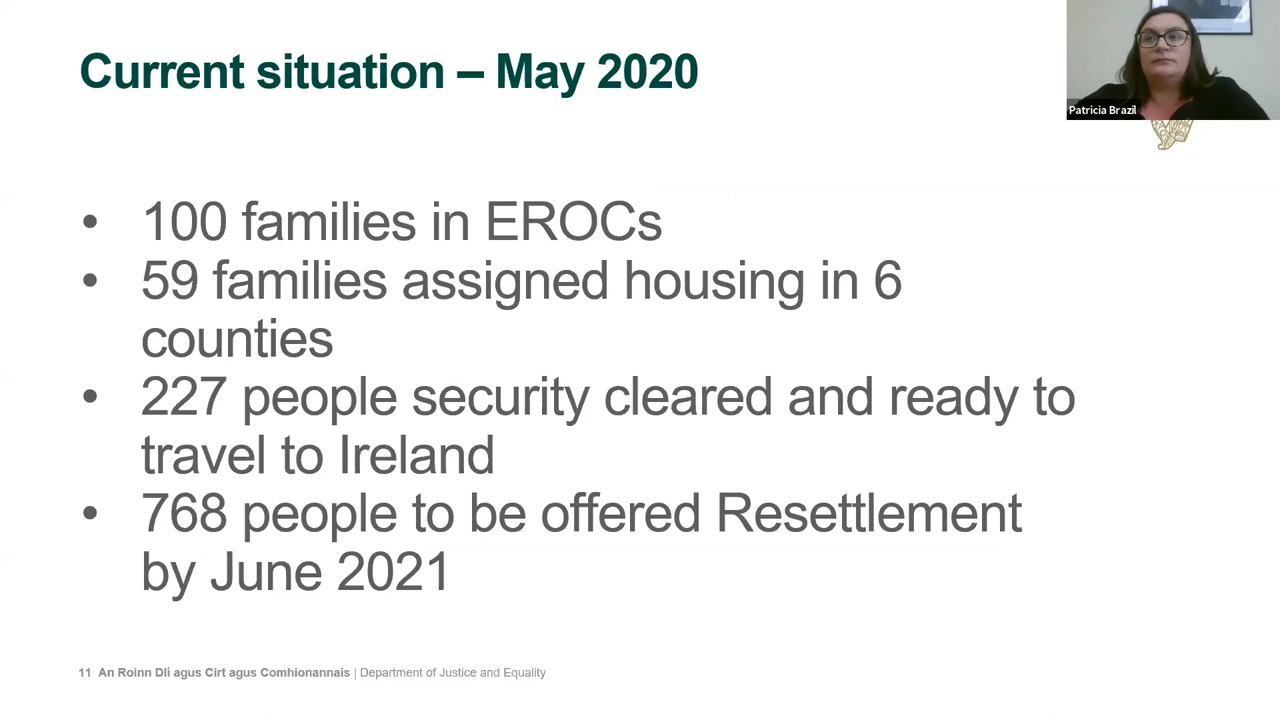 Current situation – May 2020
Patricia Brazil
• 100 families in EROCs
• 59 families assigned housing in 6
counties
• 227 people security cleared and ready to
travel to Ireland
• 768 people to be offered Resettlement
by June 2021
11 An Roinn Dlí agus Cirt agus Comhionannais | Department of Justice and Equality